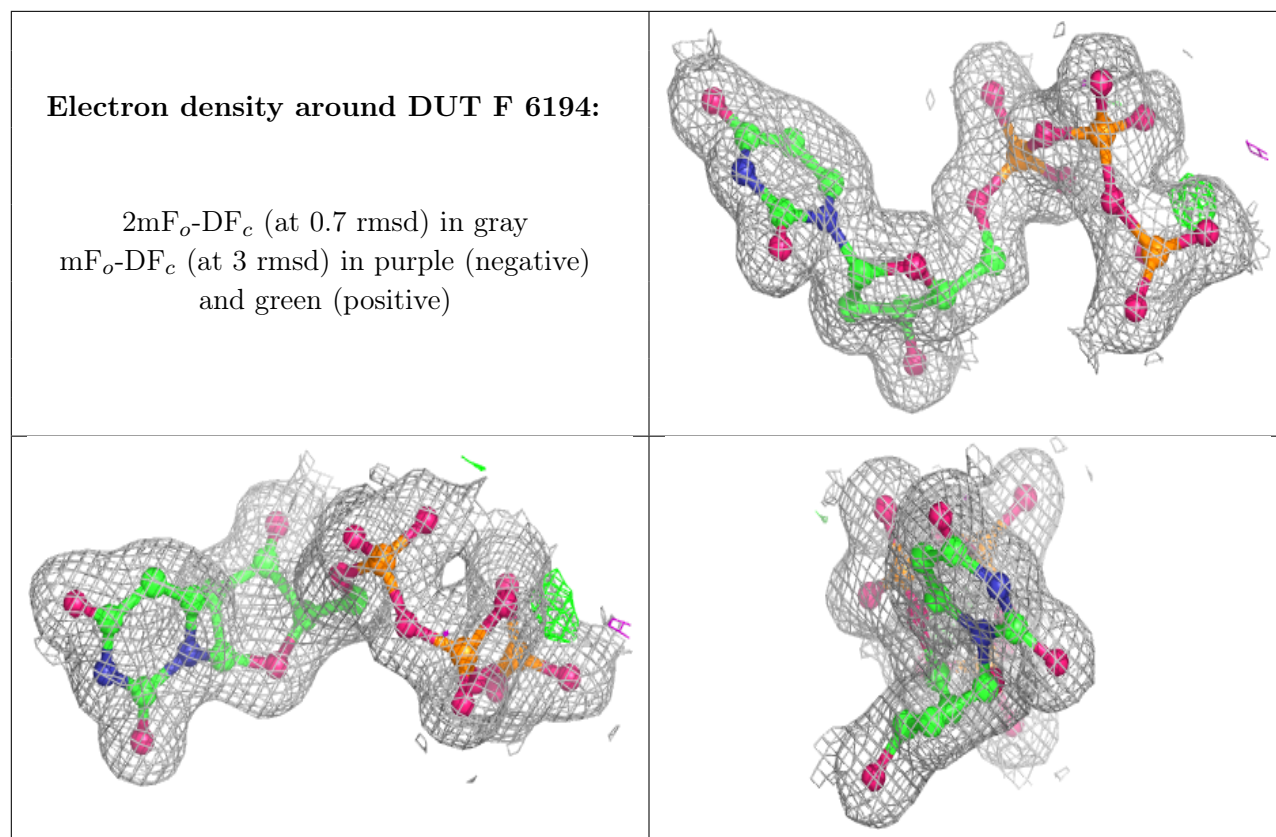 Electron density around DUT F 6194:
2mFₒ-DF𝑐 (at 0.7 rmsd) in gray
mFₒ-DF𝑐 (at 3 rmsd) in purple (negative)
and green (positive)